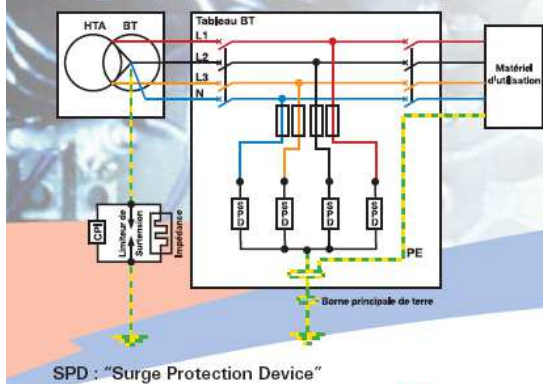 HTA
BT
Tableau BT
L1
L2
L3
N
Matériel
d'utilisation
CPI
Limiteur de
Surtension
Impédance
SPD
SPD
SPD
SPD
PE
Borne principale de terre
SPD : "Surge Protection Device"